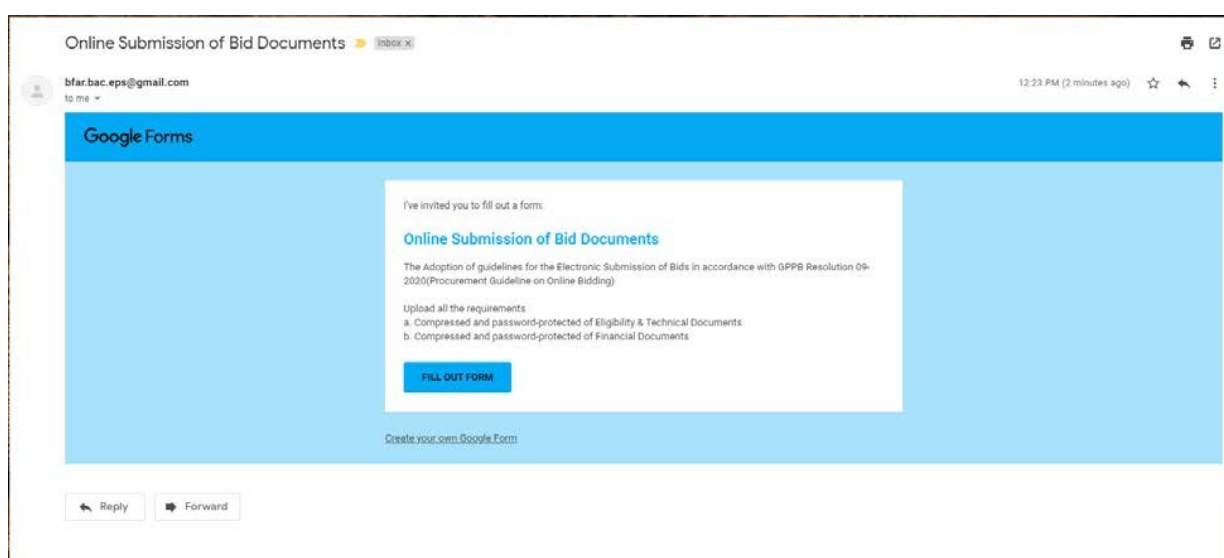 Online Submission of Bid Documents Inbox x
bfar.bac.eps@gmail.com
12:23 PM (2 minutes ago)
to me
Google Forms
I've invited you to fill out a form:
Online Submission of Bid Documents
The Adoption of guidelines for the Electronic Submission of Bids in accordance with GPPB Resolution 09-
2020(Procurement Guideline on Online Bidding)
Upload all the requirements
a. Compressed and password-protected of Eligibility & Technical Documents
b. Compressed and password-protected of Financial Documents
FILL OUT FORM
Create your own Google Form
Reply
Forward